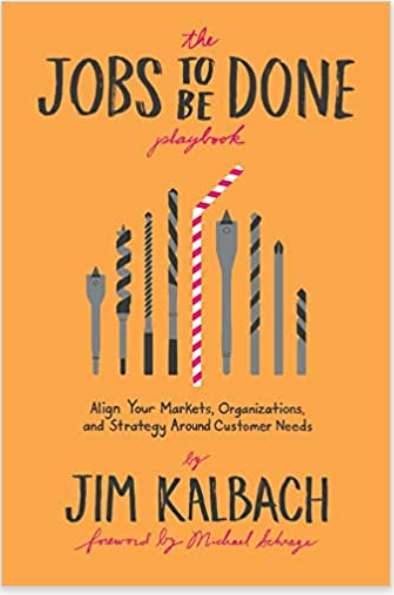 the
JOBS TO BE DONE
playbook
Align Your Markets, Organizations,
and Strategy Around Customer Needs
by
JIM KALBACH
foreword by Michael Schrage